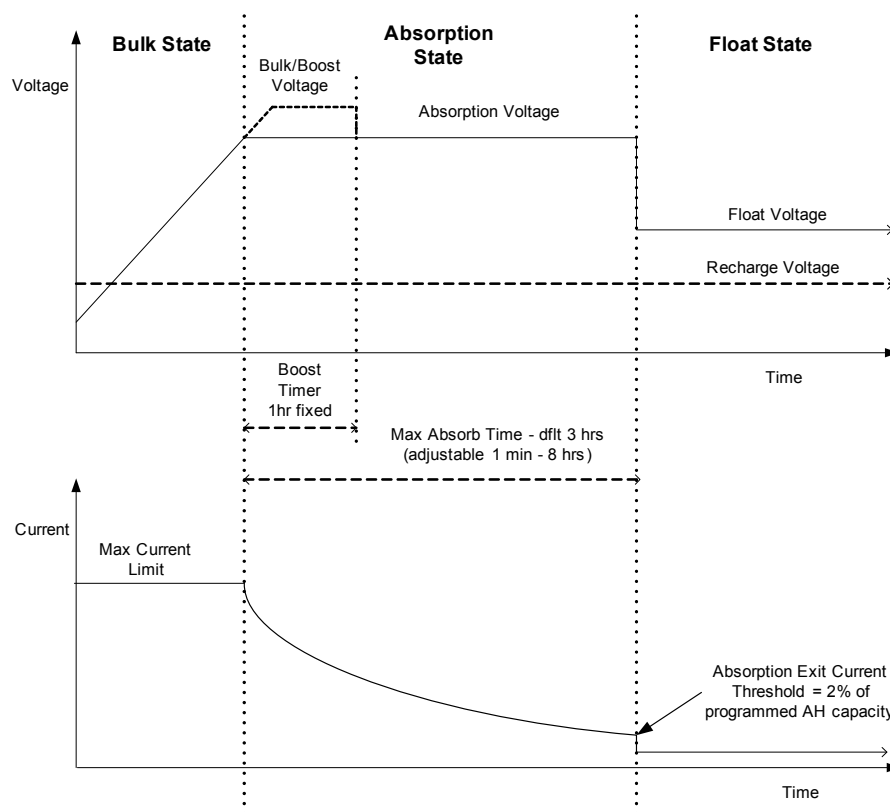 Bulk State
Absorption
State
Float State
Voltage
Bulk/Boost
Voltage
Absorption Voltage
Float Voltage
Recharge Voltage
Time
Boost
Timer
1hr fixed
Max Absorb Time - dflt 3 hrs
(adjustable 1 min - 8 hrs)
Current
Max Current
Limit
Absorption Exit Current
Threshold = 2% of
programmed AH capacity
Time